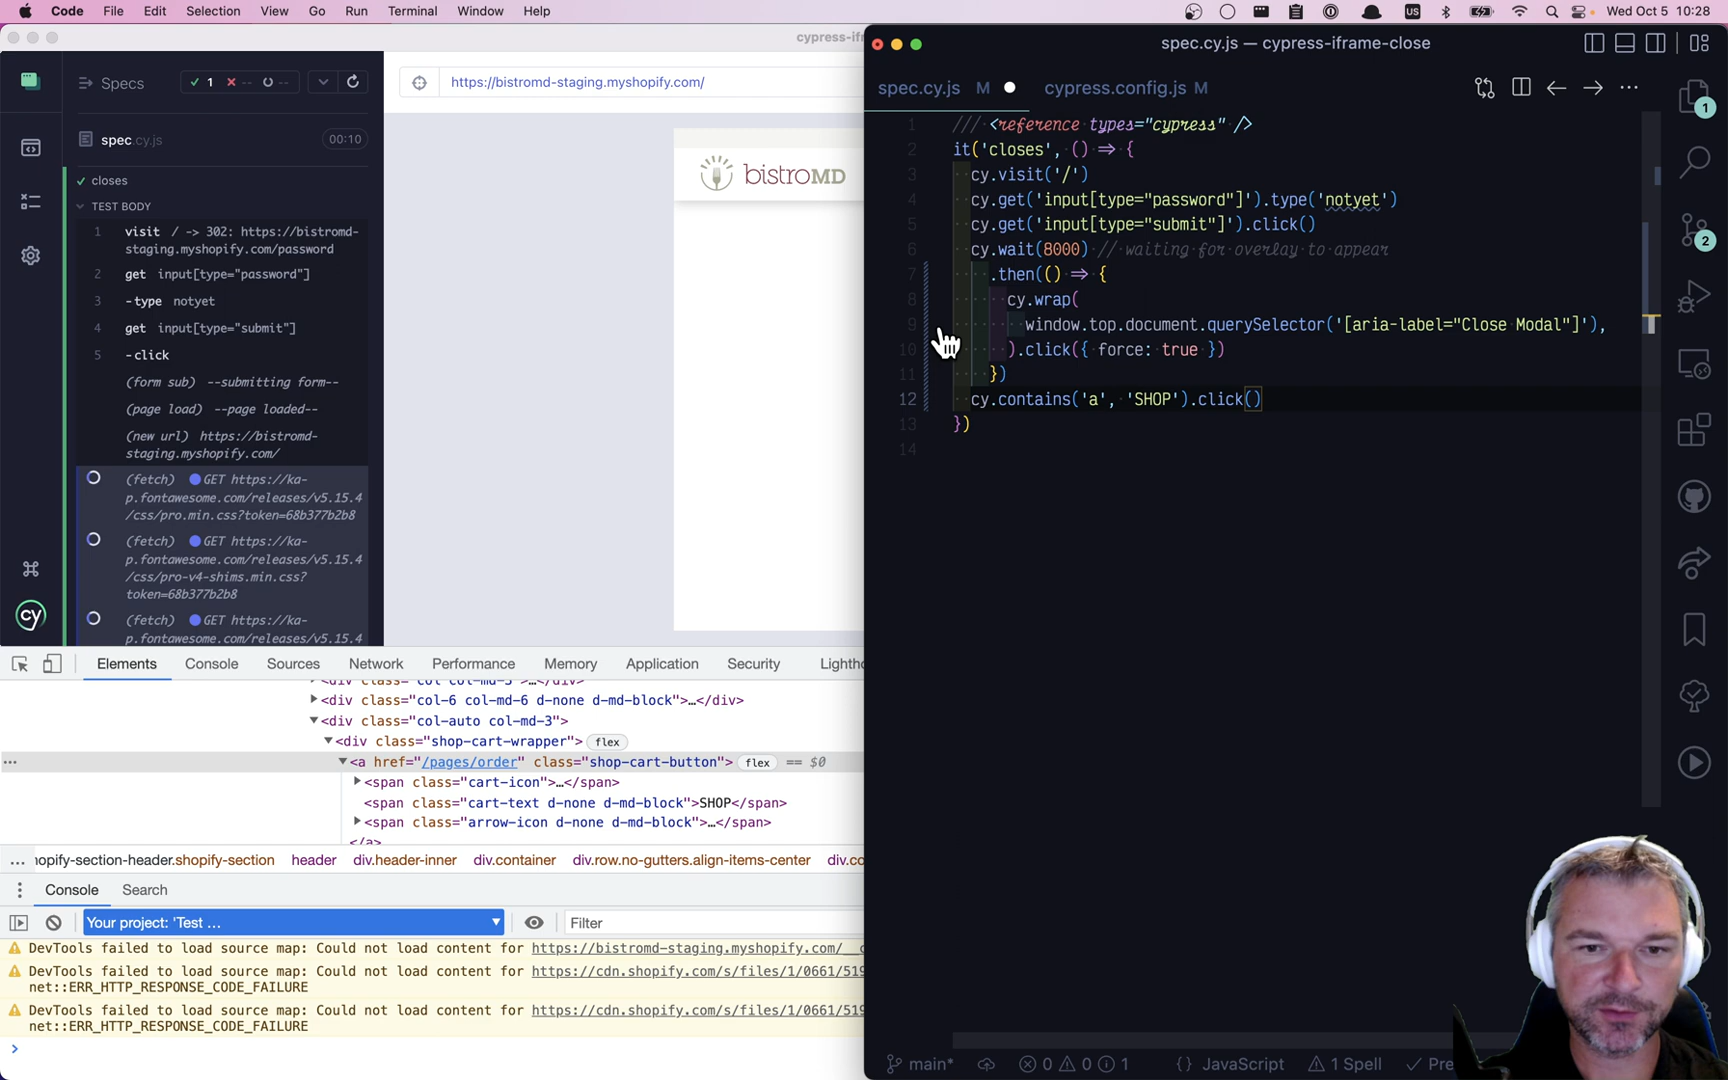 Code File Edit Selection View Go Run Terminal Window Help
US
Wed Oct 5 10:28
cypress-ifr
spec.cy.js — cypress-iframe-close
Specs
1 -- --
https://bistromd-staging.myshopify.com/
spec.cy.js M
cypress.config.js M
spec.cy.js 00:10
closes
TEST BODY
1 visit / -> 302: https://bistromd-
staging.myshopify.com/password
2 get input[type="password"]
3 -type notyet
4 get input[type="submit"]
5 -click
(form sub) --submitting form--
(page load) --page loaded--
(new url) https://bistromd-
staging.myshopify.com/
(fetch) GET https://ka-
p.fontawesome.com/releases/v5.15.4
/css/pro.min.css?token=68b377b2b8
(fetch) GET https://ka-
p.fontawesome.com/releases/v5.15.4
/css/pro-v4-shims.min.css?
token=68b377b2b8
(fetch) GET https://ka-
p.fontawesome.com/releases/v5.15.4
cy
bistroMD
1 /// <reference types="cypress" />
2 it('closes', () => {
3 cy.visit('/')
4 cy.get('input[type="password"]').type('notyet')
5 cy.get('input[type="submit"]').click()
6 cy.wait(8000) // waiting for overlay to appear
7 .then(() => {
8 cy.wrap(
9 window.top.document.querySelector('[aria-label="Close Modal"]'),
10 ).click({ force: true })
11 })
12 cy.contains('a', 'SHOP').click()
13 })
14
1
2
Elements Console Sources Network Performance Memory Application Security Lighth
<div class="col col-md-3">…</div>
<div class="col-6 col-md-6 d-none d-md-block">…</div>
<div class="col-auto col-md-3">
<div class="shop-cart-wrapper"> flex
<a href="/pages/order" class="shop-cart-button"> flex == $0
<span class="cart-icon">…</span>
<span class="cart-text d-none d-md-block">SHOP</span>
<span class="arrow-icon d-none d-md-block">…</span>
</a>
… hopify-section-header.shopify-section header div.header-inner div.container div.row.no-gutters.align-items-center div.co
Console Search
Your project: 'Test …
Filter
DevTools failed to load source map: Could not load content for https://bistromd-staging.myshopify.com/__c
DevTools failed to load source map: Could not load content for https://cdn.shopify.com/s/files/1/0661/519
net::ERR_HTTP_RESPONSE_CODE_FAILURE
DevTools failed to load source map: Could not load content for https://cdn.shopify.com/s/files/1/0661/519
net::ERR_HTTP_RESPONSE_CODE_FAILURE
>
main* 0 0 1 {} JavaScript 1 Spell Pre